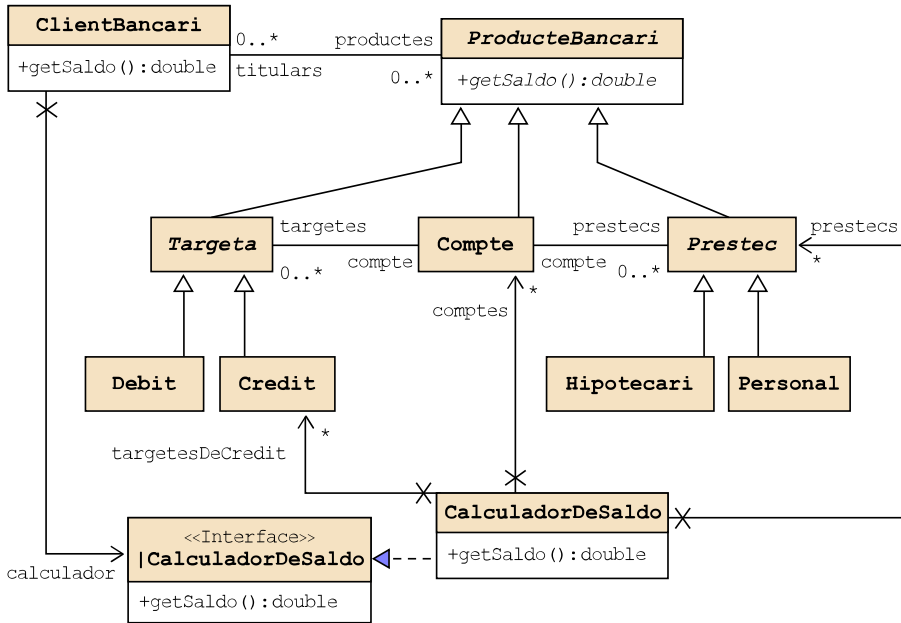 ClientBancari
+getSaldo():double
0..*
productes
titulars
0..*
ProducteBancari
+getSaldo():double
Targeta
targetes
0..*
compte
Compte
prestecs
compte
0..*
Prestec
prestecs
*
*
comptes
Debit
Credit
Hipotecari
Personal
*
targetesDeCredit
CalculadorDeSaldo
+getSaldo():double
<<Interface>>
|CalculadorDeSaldo
+getSaldo():double
calculador